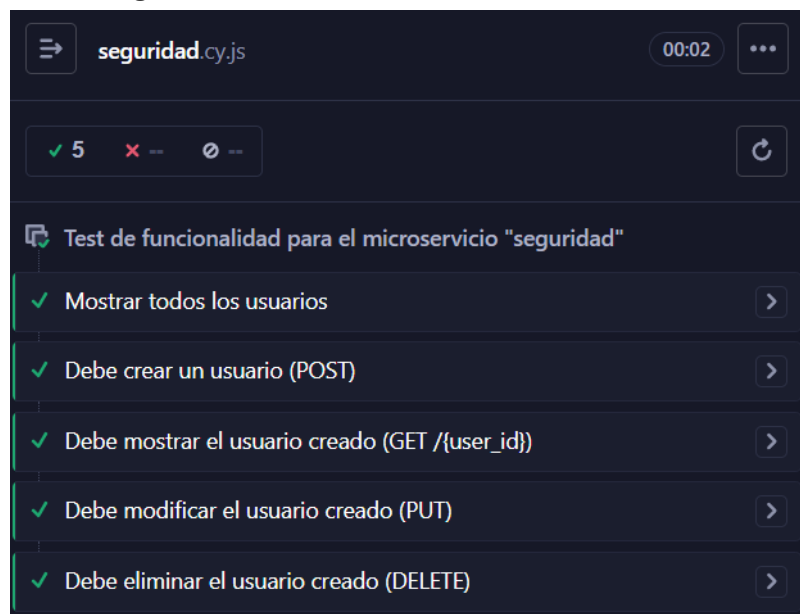 seguridad.cy.js
00:02
5 -- --
Test de funcionalidad para el microservicio "seguridad"
Mostrar todos los usuarios
Debe crear un usuario (POST)
Debe mostrar el usuario creado (GET /{user_id})
Debe modificar el usuario creado (PUT)
Debe eliminar el usuario creado (DELETE)